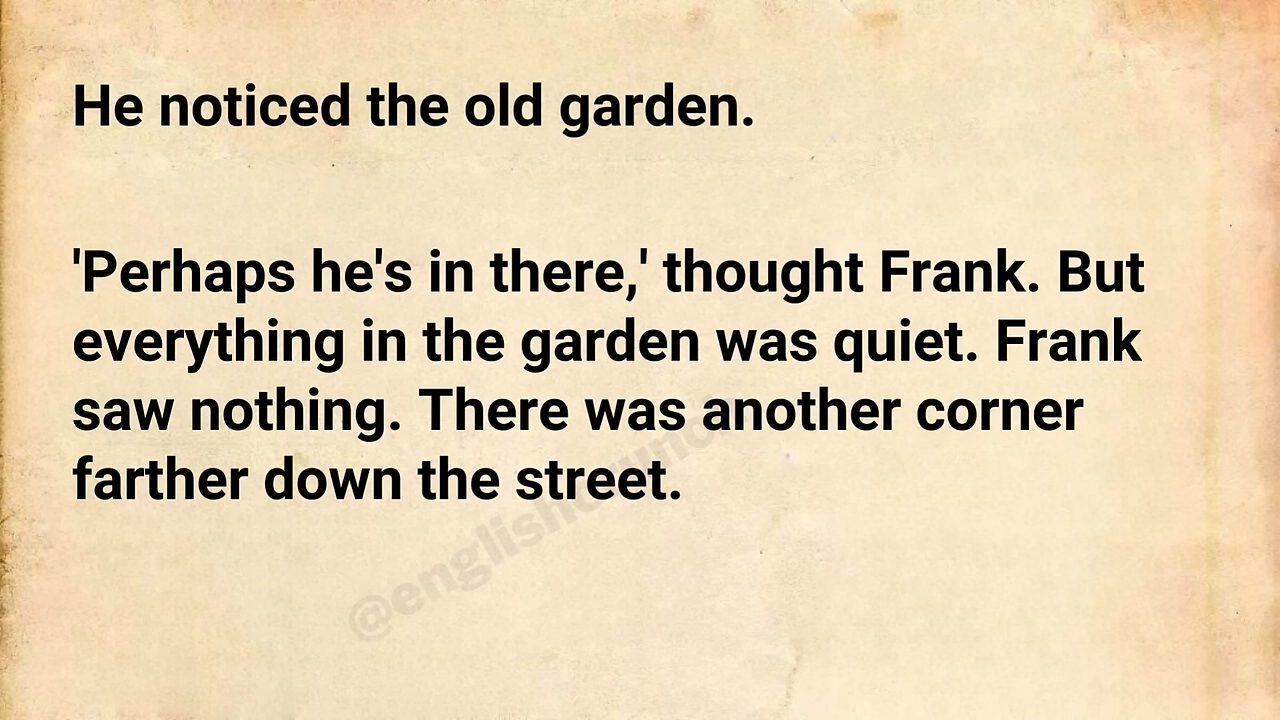 He noticed the old garden.
'Perhaps he's in there,' thought Frank. But
everything in the garden was quiet. Frank
saw nothing. There was another corner
farther down the street.